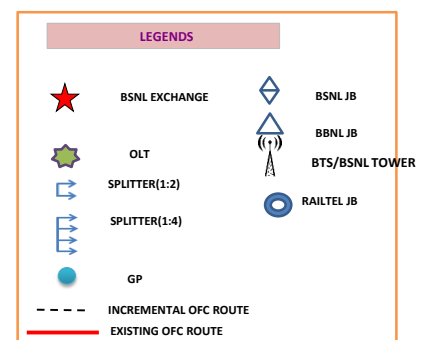 LEGENDS
BSNL EXCHANGE
BSNL JB
BBNL JB
OLT
BTS/BSNL TOWER
SPLITTER(1:2)
RAILTEL JB
SPLITTER(1:4)
GP
INCREMENTAL OFC ROUTE
EXISTING OFC ROUTE